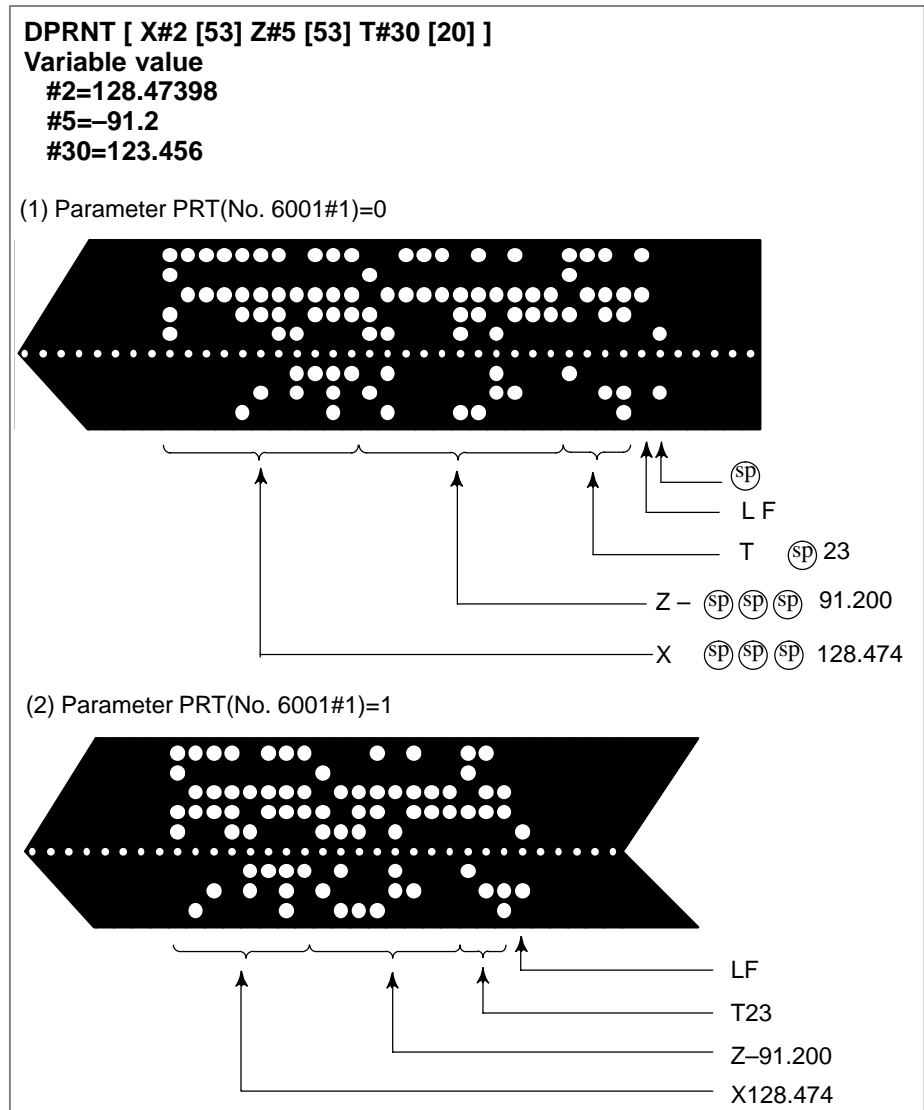 DPRNT [ X#2 [53] Z#5 [53] T#30 [20] ]
Variable value
#2=128.47398
#5=–91.2
#30=123.456
(1) Parameter PRT(No. 6001#1)=0
sp
L F
T sp 23
Z – sp sp sp 91.200
X sp sp sp 128.474
(2) Parameter PRT(No. 6001#1)=1
LF
T23
Z–91.200
X128.474